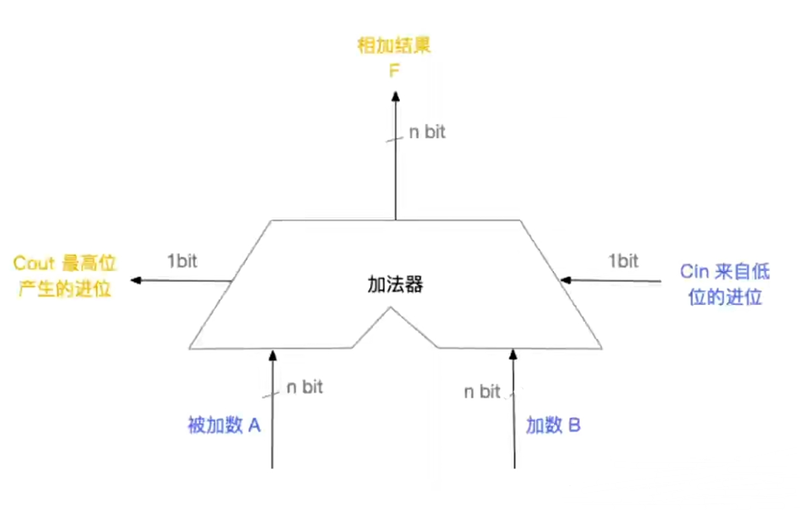 相加结果
F
n bit
Cout 最高位
产生的进位
1bit
加法器
1bit
Cin 来自低
位的进位
n bit
n bit
被加数 A
加数 B